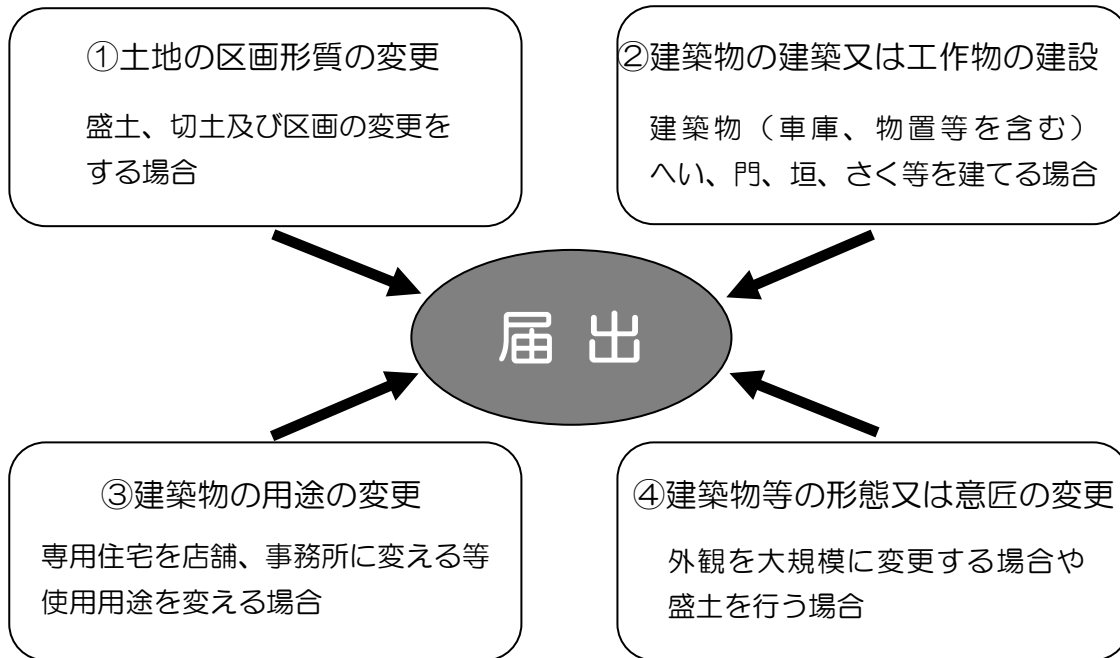 ①土地の区画形質の変更
盛土、切土及び区画の変更を
する場合
②建築物の建築又は工作物の建設
建築物（車庫、物置等を含む）
へい、門、垣、さく等を建てる場合
届 出
③建築物の用途の変更
専用住宅を店舗、事務所に変える等
使用用途を変える場合
④建築物等の形態又は意匠の変更
外観を大規模に変更する場合や
盛土を行う場合